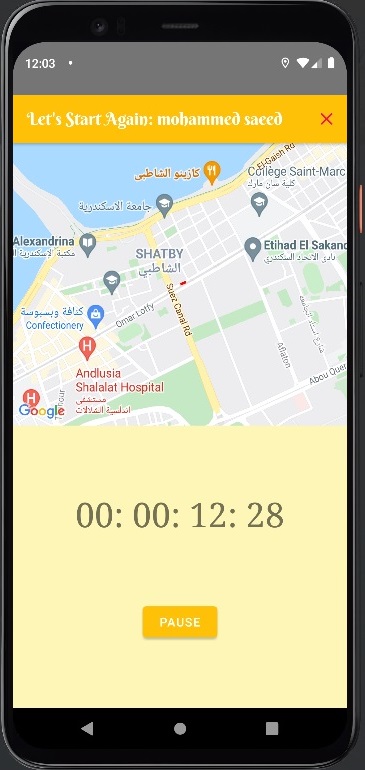 12:03
Let's Start Again: mohammed saeed
El-Gaish Rd
كازينو الشاطبي
Collège Saint-Marc
كلية سان مارك
جامعة الاسكندرية
Alexandrina
مكتبة الإسكندرية
SHATBY
الشاطبي
Etihad El Sakand
نادي الاتحاد السكندري
كنافة وبسبوسة
Confectionery
Omar Lotfy
Suez Canal Rd
Aflaton
Abou Quer
H
Andlusia
Shalalat Hospital
مستشفى
اندلسية الشلالات
H
Google
00: 00: 12: 28
PAUSE